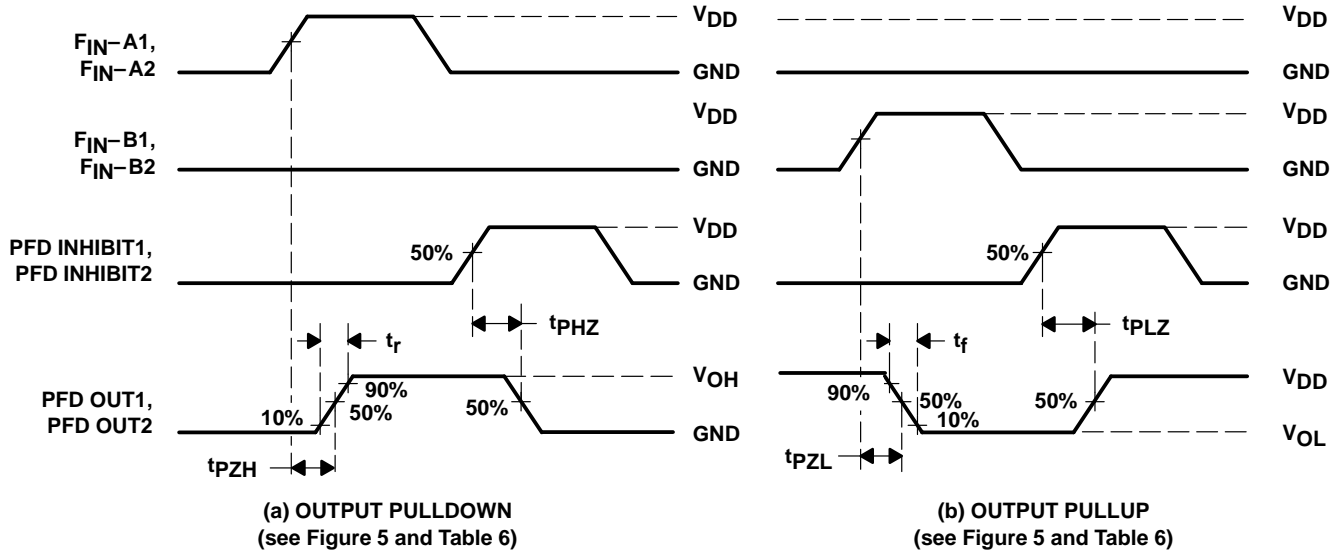 FIN–A1,
FIN–A2
VDD
GND
VDD
GND
FIN–B1,
FIN–B2
VDD
GND
VDD
GND
PFD INHIBIT1,
PFD INHIBIT2
50%
VDD
GND
50%
VDD
GND
tPHZ
tPLZ
tr
tf
PFD OUT1,
PFD OUT2
10%
90%
50%
50%
VOH
GND
90%
50%
10%
50%
VDD
VOL
tPZH
tPZL
(a) OUTPUT PULLDOWN
(see Figure 5 and Table 6)
(b) OUTPUT PULLUP
(see Figure 5 and Table 6)